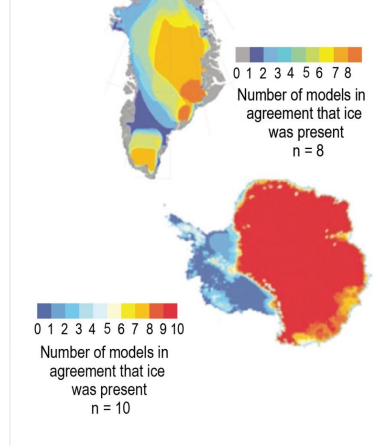 0 1 2 3 4 5 6 7 8
Number of models in
agreement that ice
was present
n = 8
0 1 2 3 4 5 6 7 8 9 10
Number of models in
agreement that ice
was present
n = 10